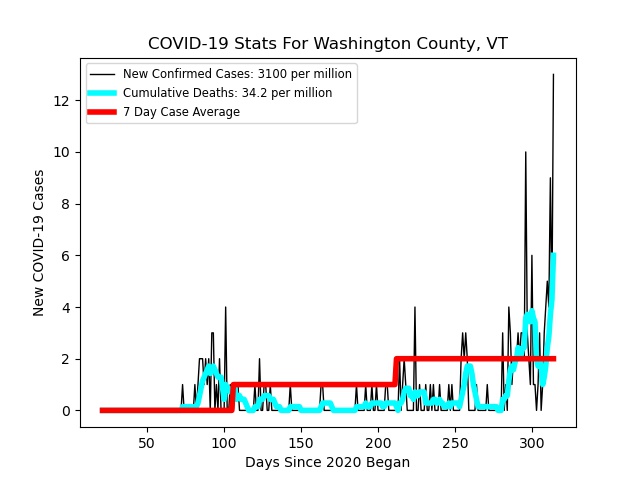 COVID-19 Stats For Washington County, VT
New Confirmed Cases: 3100 per million
Cumulative Deaths: 34.2 per million
7 Day Case Average
New COVID-19 Cases
12
10
8
6
4
2
0
50 100 150 200 250 300
Days Since 2020 Began